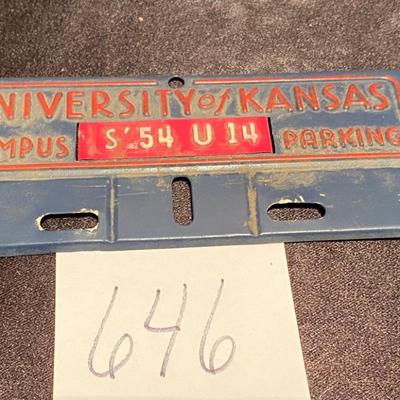 NIVERSITY of KANSAS
MPUS S'54 U 14 PARKING
646